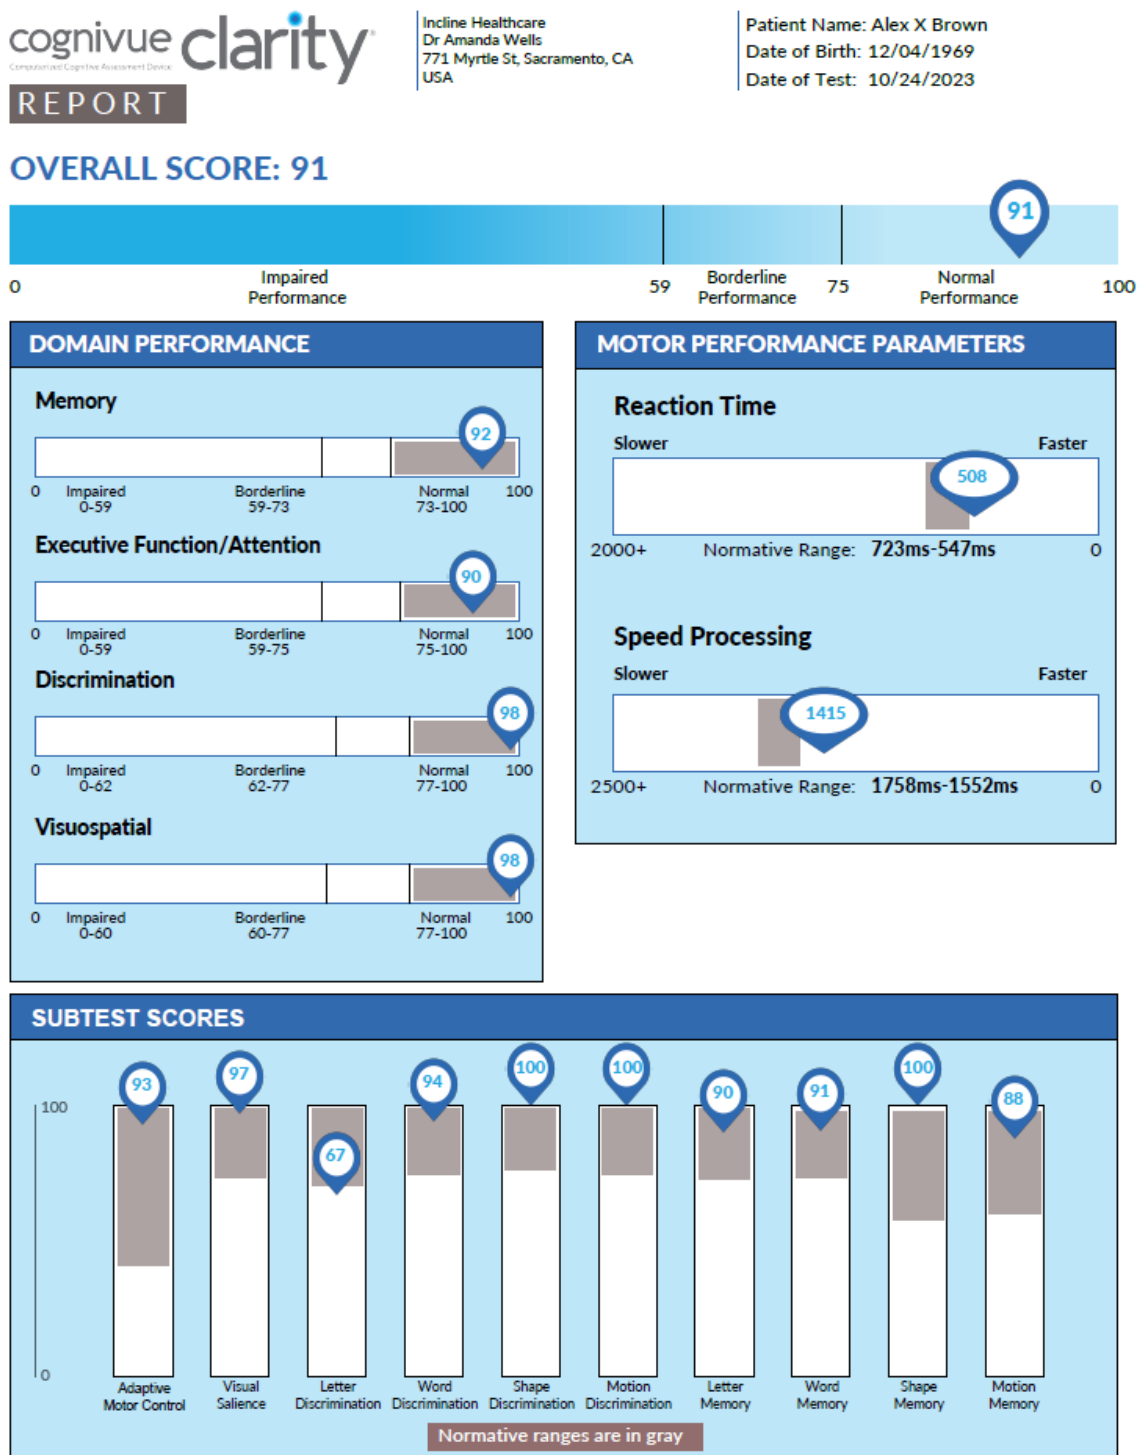 cognivue clarity
Computerized Cognitive Assessment Device
REPORT
Incline Healthcare
Dr Amanda Wells
771 Myrtle St, Sacramento, CA
USA
Patient Name: Alex X Brown
Date of Birth: 12/04/1969
Date of Test: 10/24/2023
OVERALL SCORE: 91
91
0
Impaired
Performance
59
Borderline
Performance
75
Normal
Performance
100
DOMAIN PERFORMANCE
Memory
92
0 Impaired Borderline Normal 100
0-59 59-73 73-100
Executive Function/Attention
90
0 Impaired Borderline Normal 100
0-59 59-75 75-100
Discrimination
98
0 Impaired Borderline Normal 100
0-62 62-77 77-100
Visuospatial
98
0 Impaired Borderline Normal 100
0-60 60-77 77-100
MOTOR PERFORMANCE PARAMETERS
Reaction Time
Slower Faster
508
2000+ Normative Range: 723ms-547ms 0
Speed Processing
Slower Faster
1415
2500+ Normative Range: 1758ms-1552ms 0
SUBTEST SCORES
93 97 67 94 100 100 90 91 100 88
100
0
Adaptive
Motor Control
Visual
Salience
Letter
Discrimination
Word
Discrimination
Shape
Discrimination
Motion
Discrimination
Letter
Memory
Word
Memory
Shape
Memory
Motion
Memory
Normative ranges are in gray